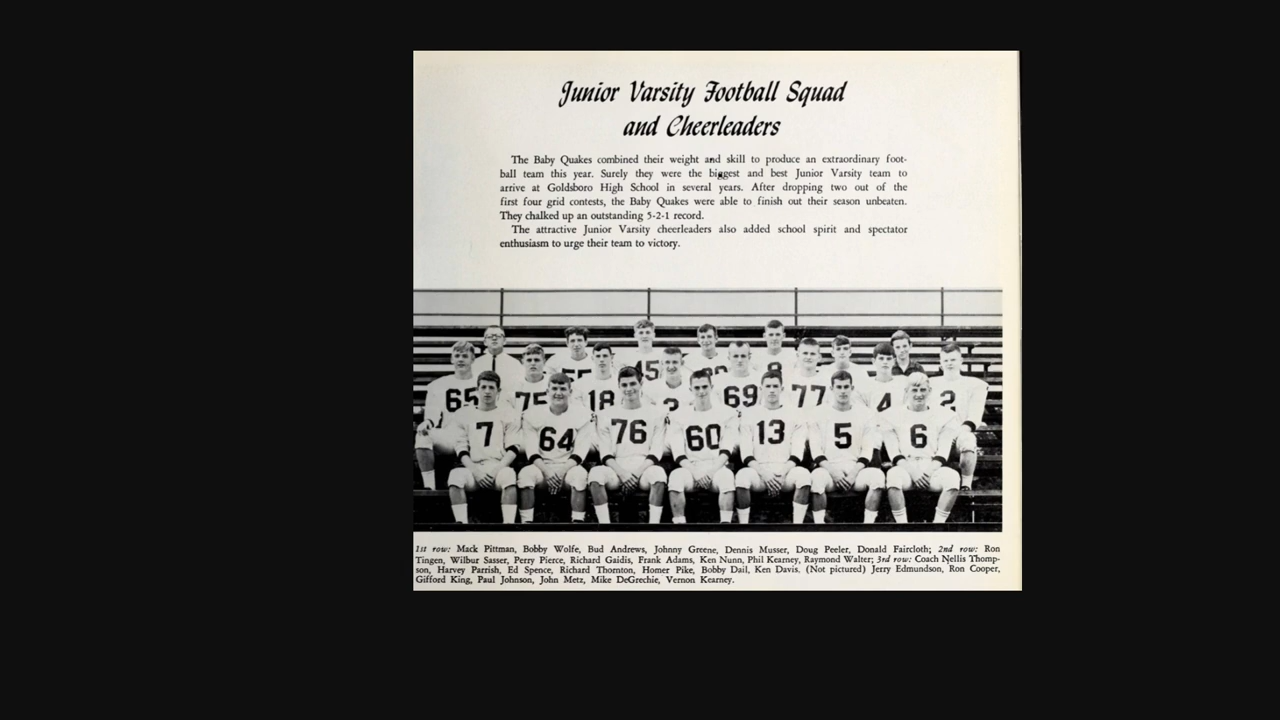 Junior Varsity Football Squad
and Cheerleaders
The Baby Quakes combined their weight and skill to produce an extraordinary foot-
ball team this year. Surely they were the biggest and best Junior Varsity team to
arrive at Goldsboro High School in several years. After dropping two out of the
first four grid contests, the Baby Quakes were able to finish out their season unbeaten.
They chalked up an outstanding 5-2-1 record.
The attractive Junior Varsity cheerleaders also added school spirit and spectator
enthusiasm to urge their team to victory.
45 8
65 75 18 69 77 4 2
7 64 76 60 13 5 6
1st row: Mack Pittman, Bobby Wolfe, Bud Andrews, Johnny Greene, Dennis Musser, Doug Peeler, Donald Faircloth; 2nd row: Ron
Tingen, Wilbur Sasser, Perry Pierce, Richard Gaidis, Frank Adams, Ken Nunn, Phil Kearney, Raymond Walter; 3rd row: Coach Nellis Thomp-
son, Harvey Parrish, Ed Spence, Richard Thornton, Homer Pike, Bobby Dail, Ken Davis. (Not pictured) Jerry Edmundson, Ron Cooper,
Gifford King, Paul Johnson, John Metz, Mike DeGrechie, Vernon Kearney.